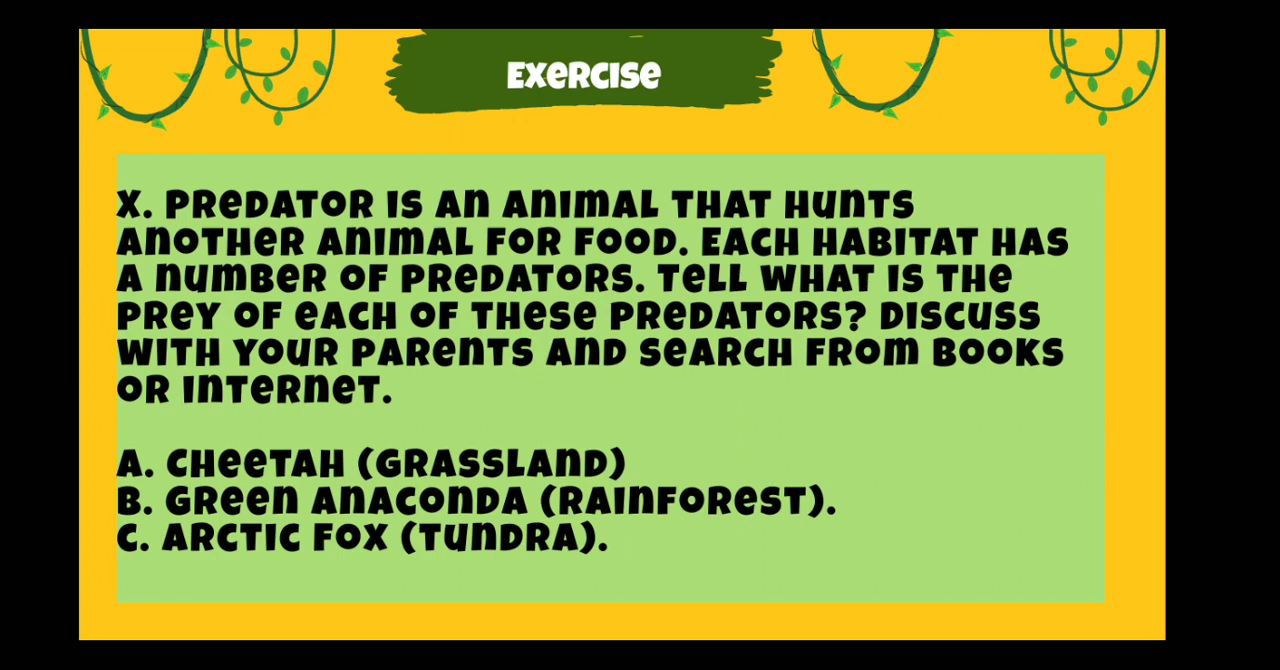 Exercise
X. Predator is an animal that hunts
another animal for food. Each habitat has
a number of predators. Tell what is the
prey of each of these predators? Discuss
with your parents and search from books
or internet.
A. Cheetah (Grassland)
B. Green Anaconda (Rainforest).
C. Arctic Fox (Tundra).